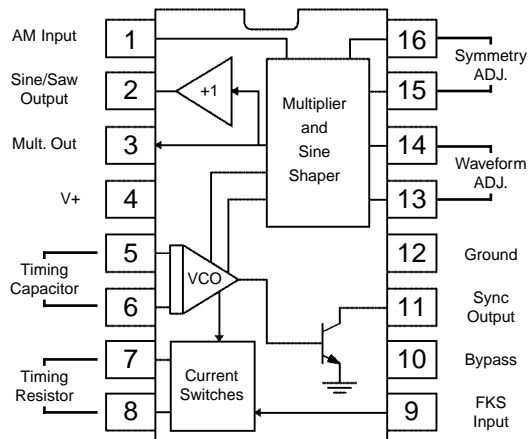 AM Input
1
16
Symmetry
ADJ.
Sine/Saw
Output
2
+1
15
Multiplier
and
Sine
Shaper
Mult. Out
3
14
Waveform
ADJ.
V+
4
13
Timing
Capacitor
5
12
Ground
VCO
6
11
Sync
Output
Timing
Resistor
7
10
Bypass
Current
Switches
8
9
FKS
Input